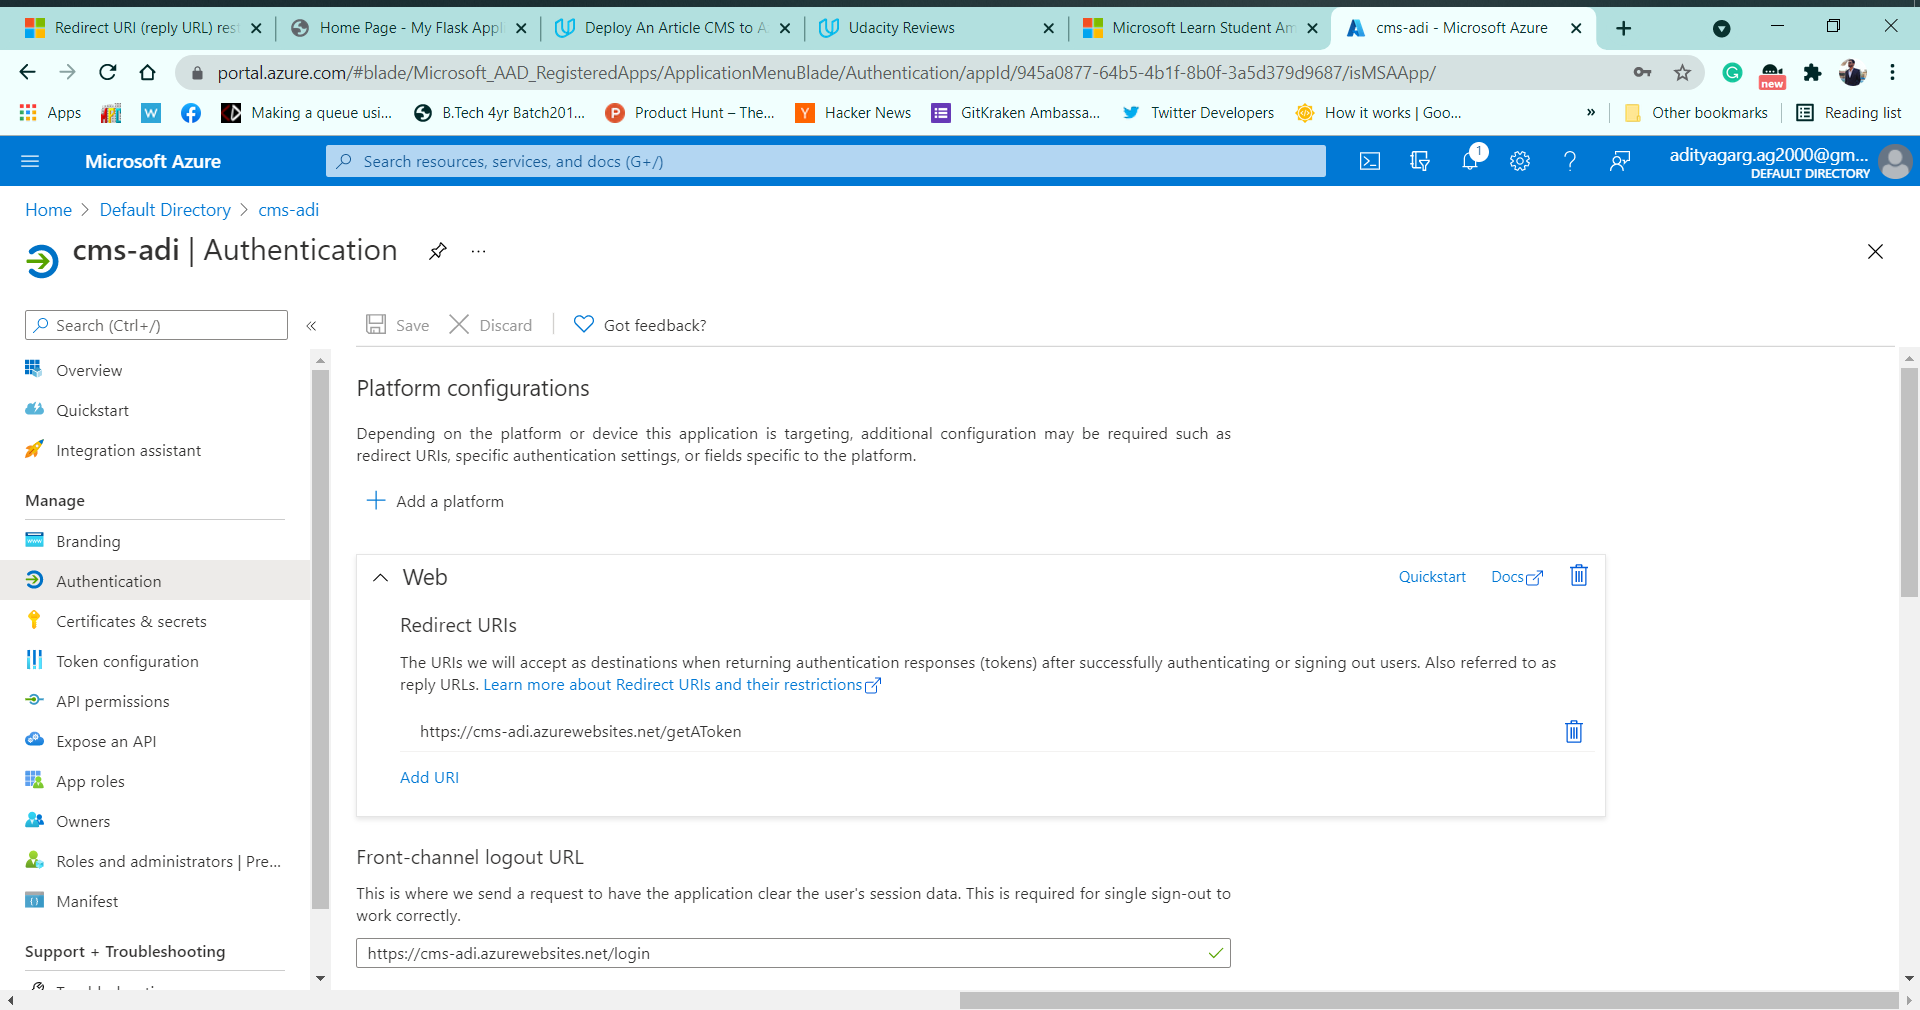 Redirect URI (reply URL) rest
Home Page - My Flask Appl
Deploy An Article CMS to A
Udacity Reviews
Microsoft Learn Student Am
cms-adi - Microsoft Azure
portal.azure.com/#blade/Microsoft_AAD_RegisteredApps/ApplicationMenuBlade/Authentication/appId/945a0877-64b5-4b1f-8b0f-3a5d379d9687/isMSAApp/
new
Apps
Making a queue usi...
B.Tech 4yr Batch201...
Product Hunt – The...
Hacker News
GitKraken Ambassa...
Twitter Developers
How it works | Goo...
»
Other bookmarks
Reading list
Microsoft Azure
Search resources, services, and docs (G+/)
1
adityagarg.ag2000@gm...
DEFAULT DIRECTORY
Home > Default Directory > cms-adi
cms-adi | Authentication
...
Search (Ctrl+/)
«
Save
Discard
Got feedback?
Overview
Quickstart
Integration assistant
Manage
Branding
Authentication
Certificates & secrets
Token configuration
API permissions
Expose an API
App roles
Owners
Roles and administrators | Pre...
Manifest
Support + Troubleshooting
Platform configurations
Depending on the platform or device this application is targeting, additional configuration may be required such as
redirect URIs, specific authentication settings, or fields specific to the platform.
Add a platform
Web
Quickstart
Docs
Redirect URIs
The URIs we will accept as destinations when returning authentication responses (tokens) after successfully authenticating or signing out users. Also referred to as
reply URLs. Learn more about Redirect URIs and their restrictions
https://cms-adi.azurewebsites.net/getAToken
Add URI
Front-channel logout URL
This is where we send a request to have the application clear the user's session data. This is required for single sign-out to
work correctly.
https://cms-adi.azurewebsites.net/login